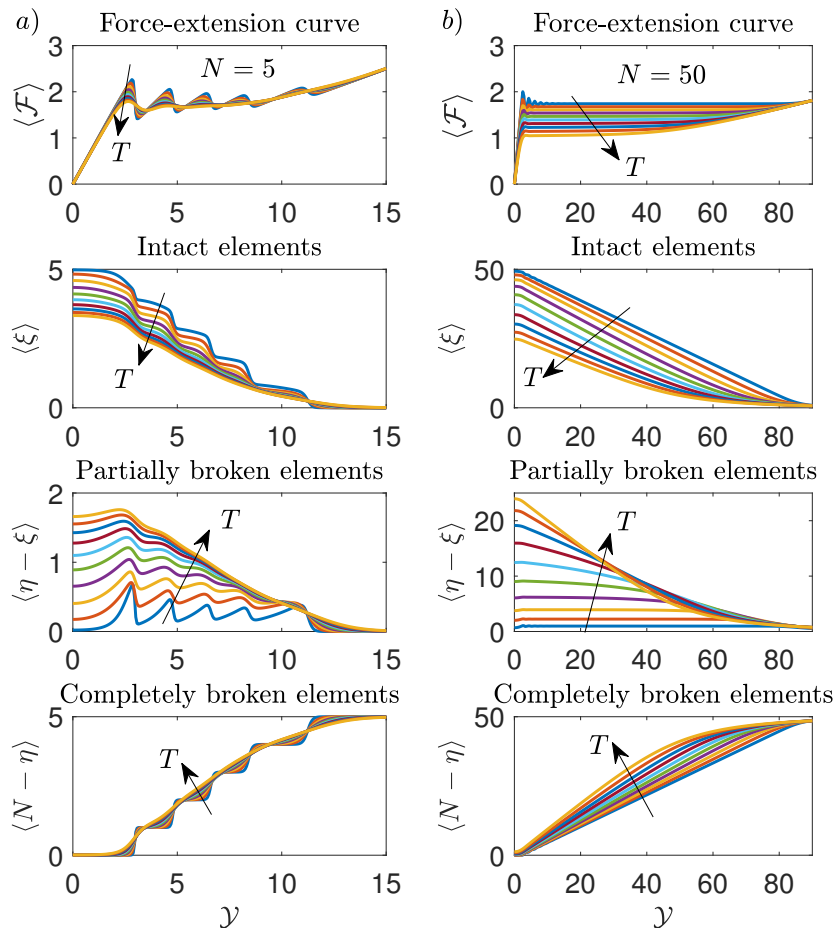 a)
Force-extension curve
⟨ℱ⟩
3
2
1
0
N = 5
T
0
5
10
15
Intact elements
⟨ξ⟩
5
0
T
0
5
10
15
Partially broken elements
⟨η − ξ⟩
2
1
0
T
0
5
10
15
Completely broken elements
⟨N − η⟩
5
0
T
0
5
10
15
𝒴
b)
Force-extension curve
⟨ℱ⟩
3
2
1
0
N = 50
T
0
20
40
60
80
Intact elements
⟨ξ⟩
50
0
T
0
20
40
60
80
Partially broken elements
⟨η − ξ⟩
20
10
0
T
0
20
40
60
80
Completely broken elements
⟨N − η⟩
50
0
T
0
20
40
60
80
𝒴